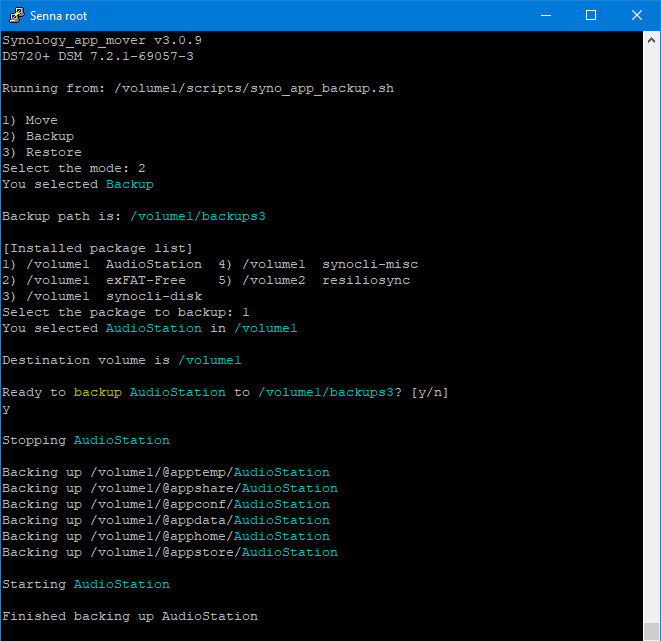 Senna root
Synology_app_mover v3.0.9
DS720+ DSM 7.2.1-69057-3
Running from: /volume1/scripts/syno_app_backup.sh
1) Move
2) Backup
3) Restore
Select the mode: 2
You selected Backup
Backup path is: /volume1/backups3
[Installed package list]
1) /volume1  AudioStation  4) /volume1  synocli-misc
2) /volume1  exFAT-Free    5) /volume2  resiliosync
3) /volume1  synocli-disk
Select the package to backup: 1
You selected AudioStation in /volume1
Destination volume is /volume1
Ready to backup AudioStation to /volume1/backups3? [y/n]
y
Stopping AudioStation
Backing up /volume1/@apptemp/AudioStation
Backing up /volume1/@appshare/AudioStation
Backing up /volume1/@appconf/AudioStation
Backing up /volume1/@appdata/AudioStation
Backing up /volume1/@apphome/AudioStation
Backing up /volume1/@appstore/AudioStation
Starting AudioStation
Finished backing up AudioStation